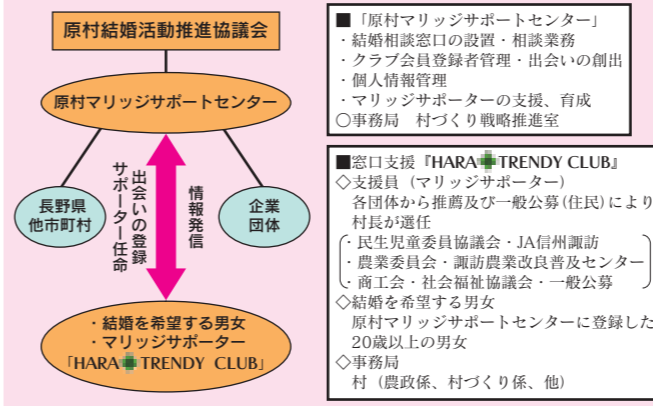 原村結婚活動推進協議会
原村マリッジサポートセンター
長野県
他市町村
出会いの登録
サポーター任命
情報発信
企業
団体
・結婚を希望する男女
・マリッジサポーター
「HARA TRENDY CLUB」
■「原村マリッジサポートセンター」
・結婚相談窓口の設置・相談業務
・クラブ会員登録者管理・出会いの創出
・個人情報管理
・マリッジサポーターの支援、育成
○事務局　村づくり戦略推進室
■窓口支援『HARA TRENDY CLUB』
◇支援員（マリッジサポーター）
各団体から推薦及び一般公募(住民)により
村長が選任
・民生児童委員協議会・JA信州諏訪
・農業委員会・諏訪農業改良普及センター
・商工会・社会福祉協議会・一般公募
◇結婚を希望する男女
原村マリッジサポートセンターに登録した
20歳以上の男女
◇事務局
村（農政係、村づくり係、他）